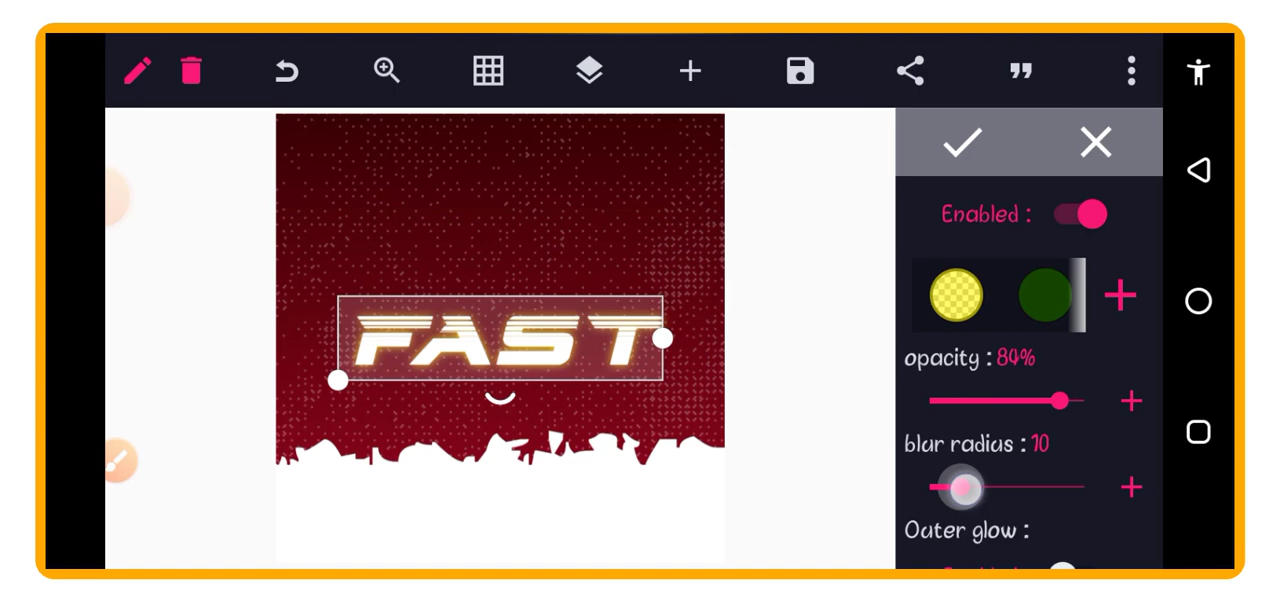 Enabled :
FAST
opacity : 84%
blur radius : 10
Outer glow :